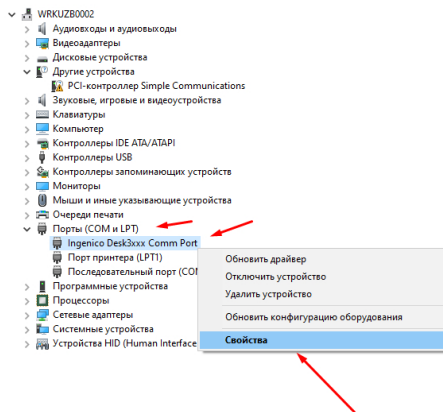 WRKUZB0002
Аудиовходы и аудиовыходы
Видеоадаптеры
Дисковые устройства
Другие устройства
PCI-контроллер Simple Communications
Звуковые, игровые и видеоустройства
Клавиатуры
Компьютер
Контроллеры IDE ATA/ATAPI
Контроллеры USB
Контроллеры запоминающих устройств
Мониторы
Мыши и иные указывающие устройства
Очереди печати
Порты (COM и LPT)
Ingenico Desk3xxx Comm Port
Порт принтера (LPT1)
Последовательный порт (CO
Программные устройства
Процессоры
Сетевые адаптеры
Системные устройства
Устройства HID (Human Interface
Обновить драйвер
Отключить устройство
Удалить устройство
Обновить конфигурацию оборудования
Свойства